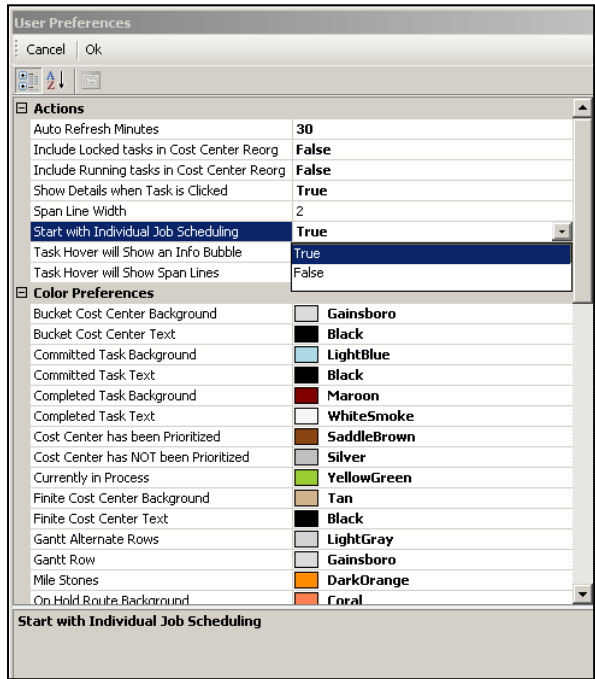 User Preferences
Cancel Ok
Actions
Auto Refresh Minutes 30
Include Locked tasks in Cost Center Reorg False
Include Running tasks in Cost Center Reorg False
Show Details when Task is Clicked True
Span Line Width 2
Start with Individual Job Scheduling True
Task Hover will Show an Info Bubble True
Task Hover will Show Span Lines False
Color Preferences
Bucket Cost Center Background Gainsboro
Bucket Cost Center Text Black
Committed Task Background LightBlue
Committed Task Text Black
Completed Task Background Maroon
Completed Task Text WhiteSmoke
Cost Center has been Prioritized SaddleBrown
Cost Center has NOT been Prioritized Silver
Currently in Process YellowGreen
Finite Cost Center Background Tan
Finite Cost Center Text Black
Gantt Alternate Rows LightGray
Gantt Row Gainsboro
Mile Stones DarkOrange
On Hold Route Background Coral
Start with Individual Job Scheduling